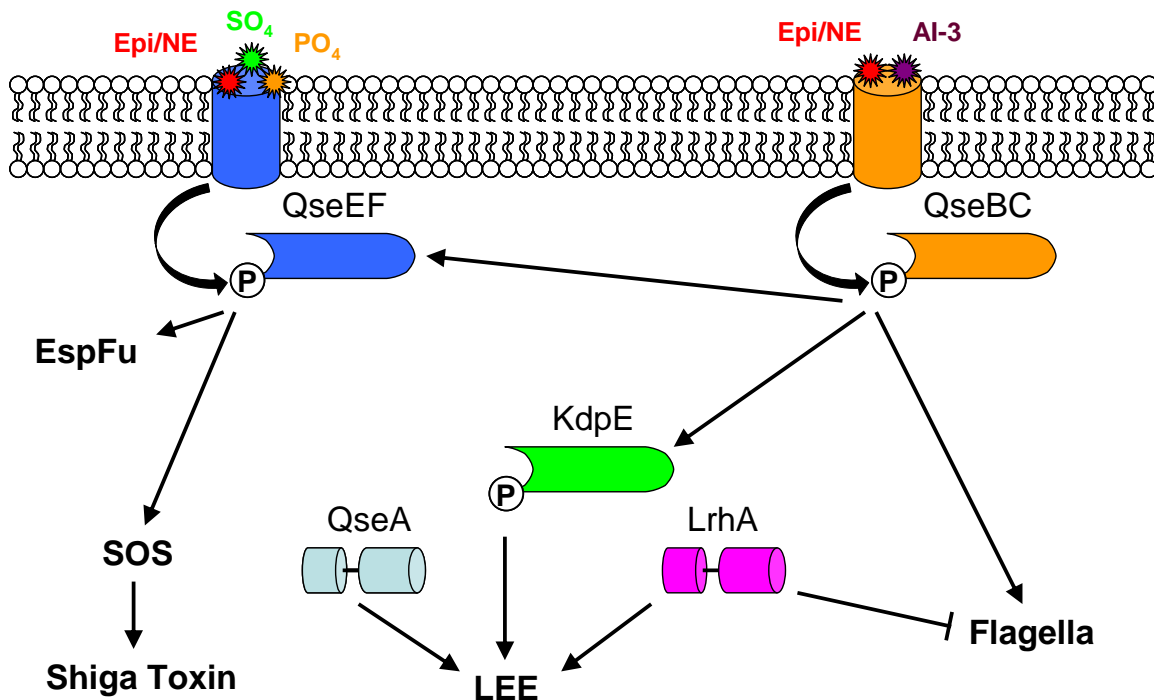 SO4
Epi/NE
PO4
Epi/NE
AI-3
QseEF
QseBC
P
P
EspFu
KdpE
P
QseA
LrhA
SOS
Flagella
Shiga Toxin
LEE